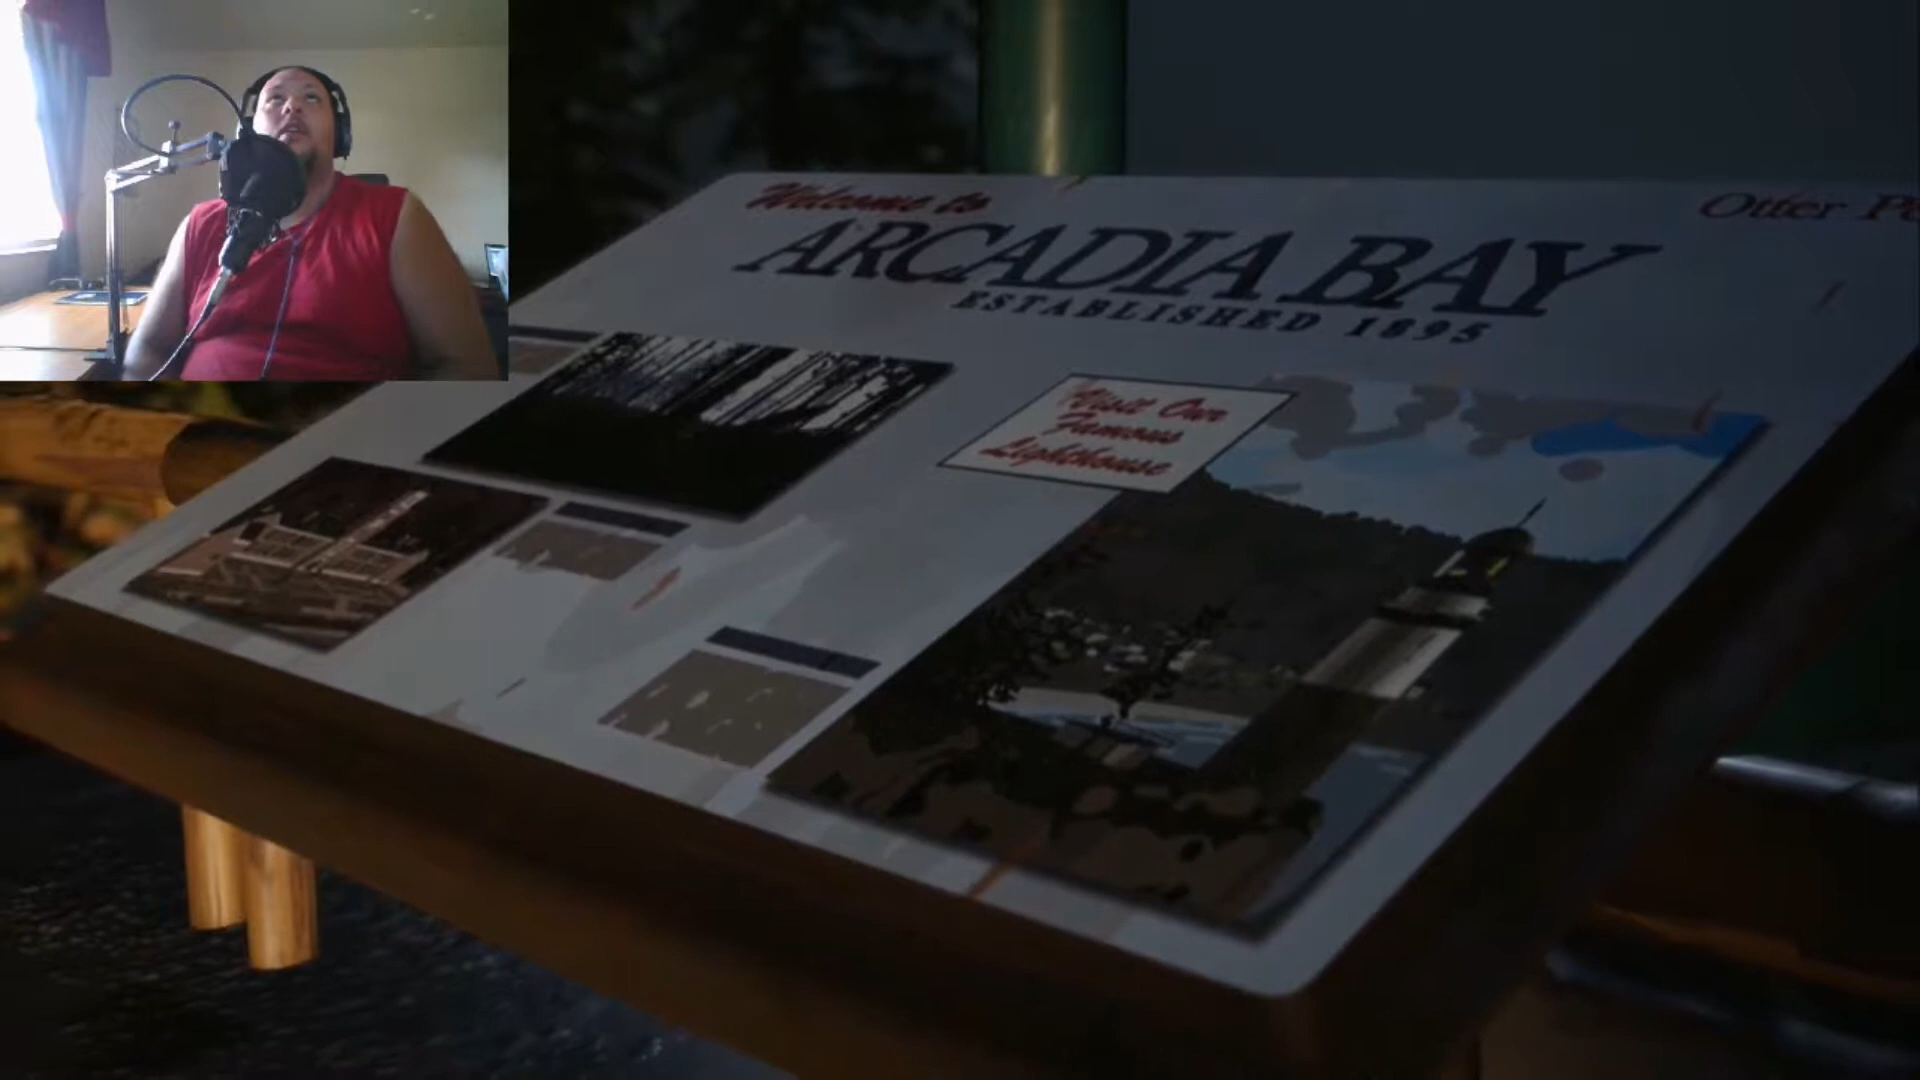 Welcome to
ARCADIA BAY
ESTABLISHED 1895
Otter
Visit Our
Famous
Lighthouse